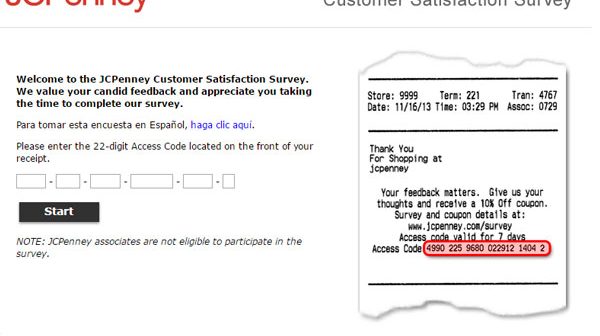 JCPenney
Customer Satisfaction Survey
Welcome to the JCPenney Customer Satisfaction Survey.
We value your candid feedback and appreciate you taking
the time to complete our survey.
Para tomar esta encuesta en Español, haga clic aquí.
Please enter the 22-digit Access Code located on the front of your
receipt.
- - - - -
Start
NOTE: JCPenney associates are not eligible to participate in the
survey.
Store: 9999 Term: 221 Tran: 4767
Date: 11/16/13 Time: 03:29 PM Assoc: 0729
Thank You
For Shopping at
jcpenney
Your feedback matters. Give us your
thoughts and receive a 10% Off coupon.
Survey and coupon details at:
www.jcpenney.com/survey
Access code valid for 7 days
Access Code 4990 225 9680 022912 1404 2